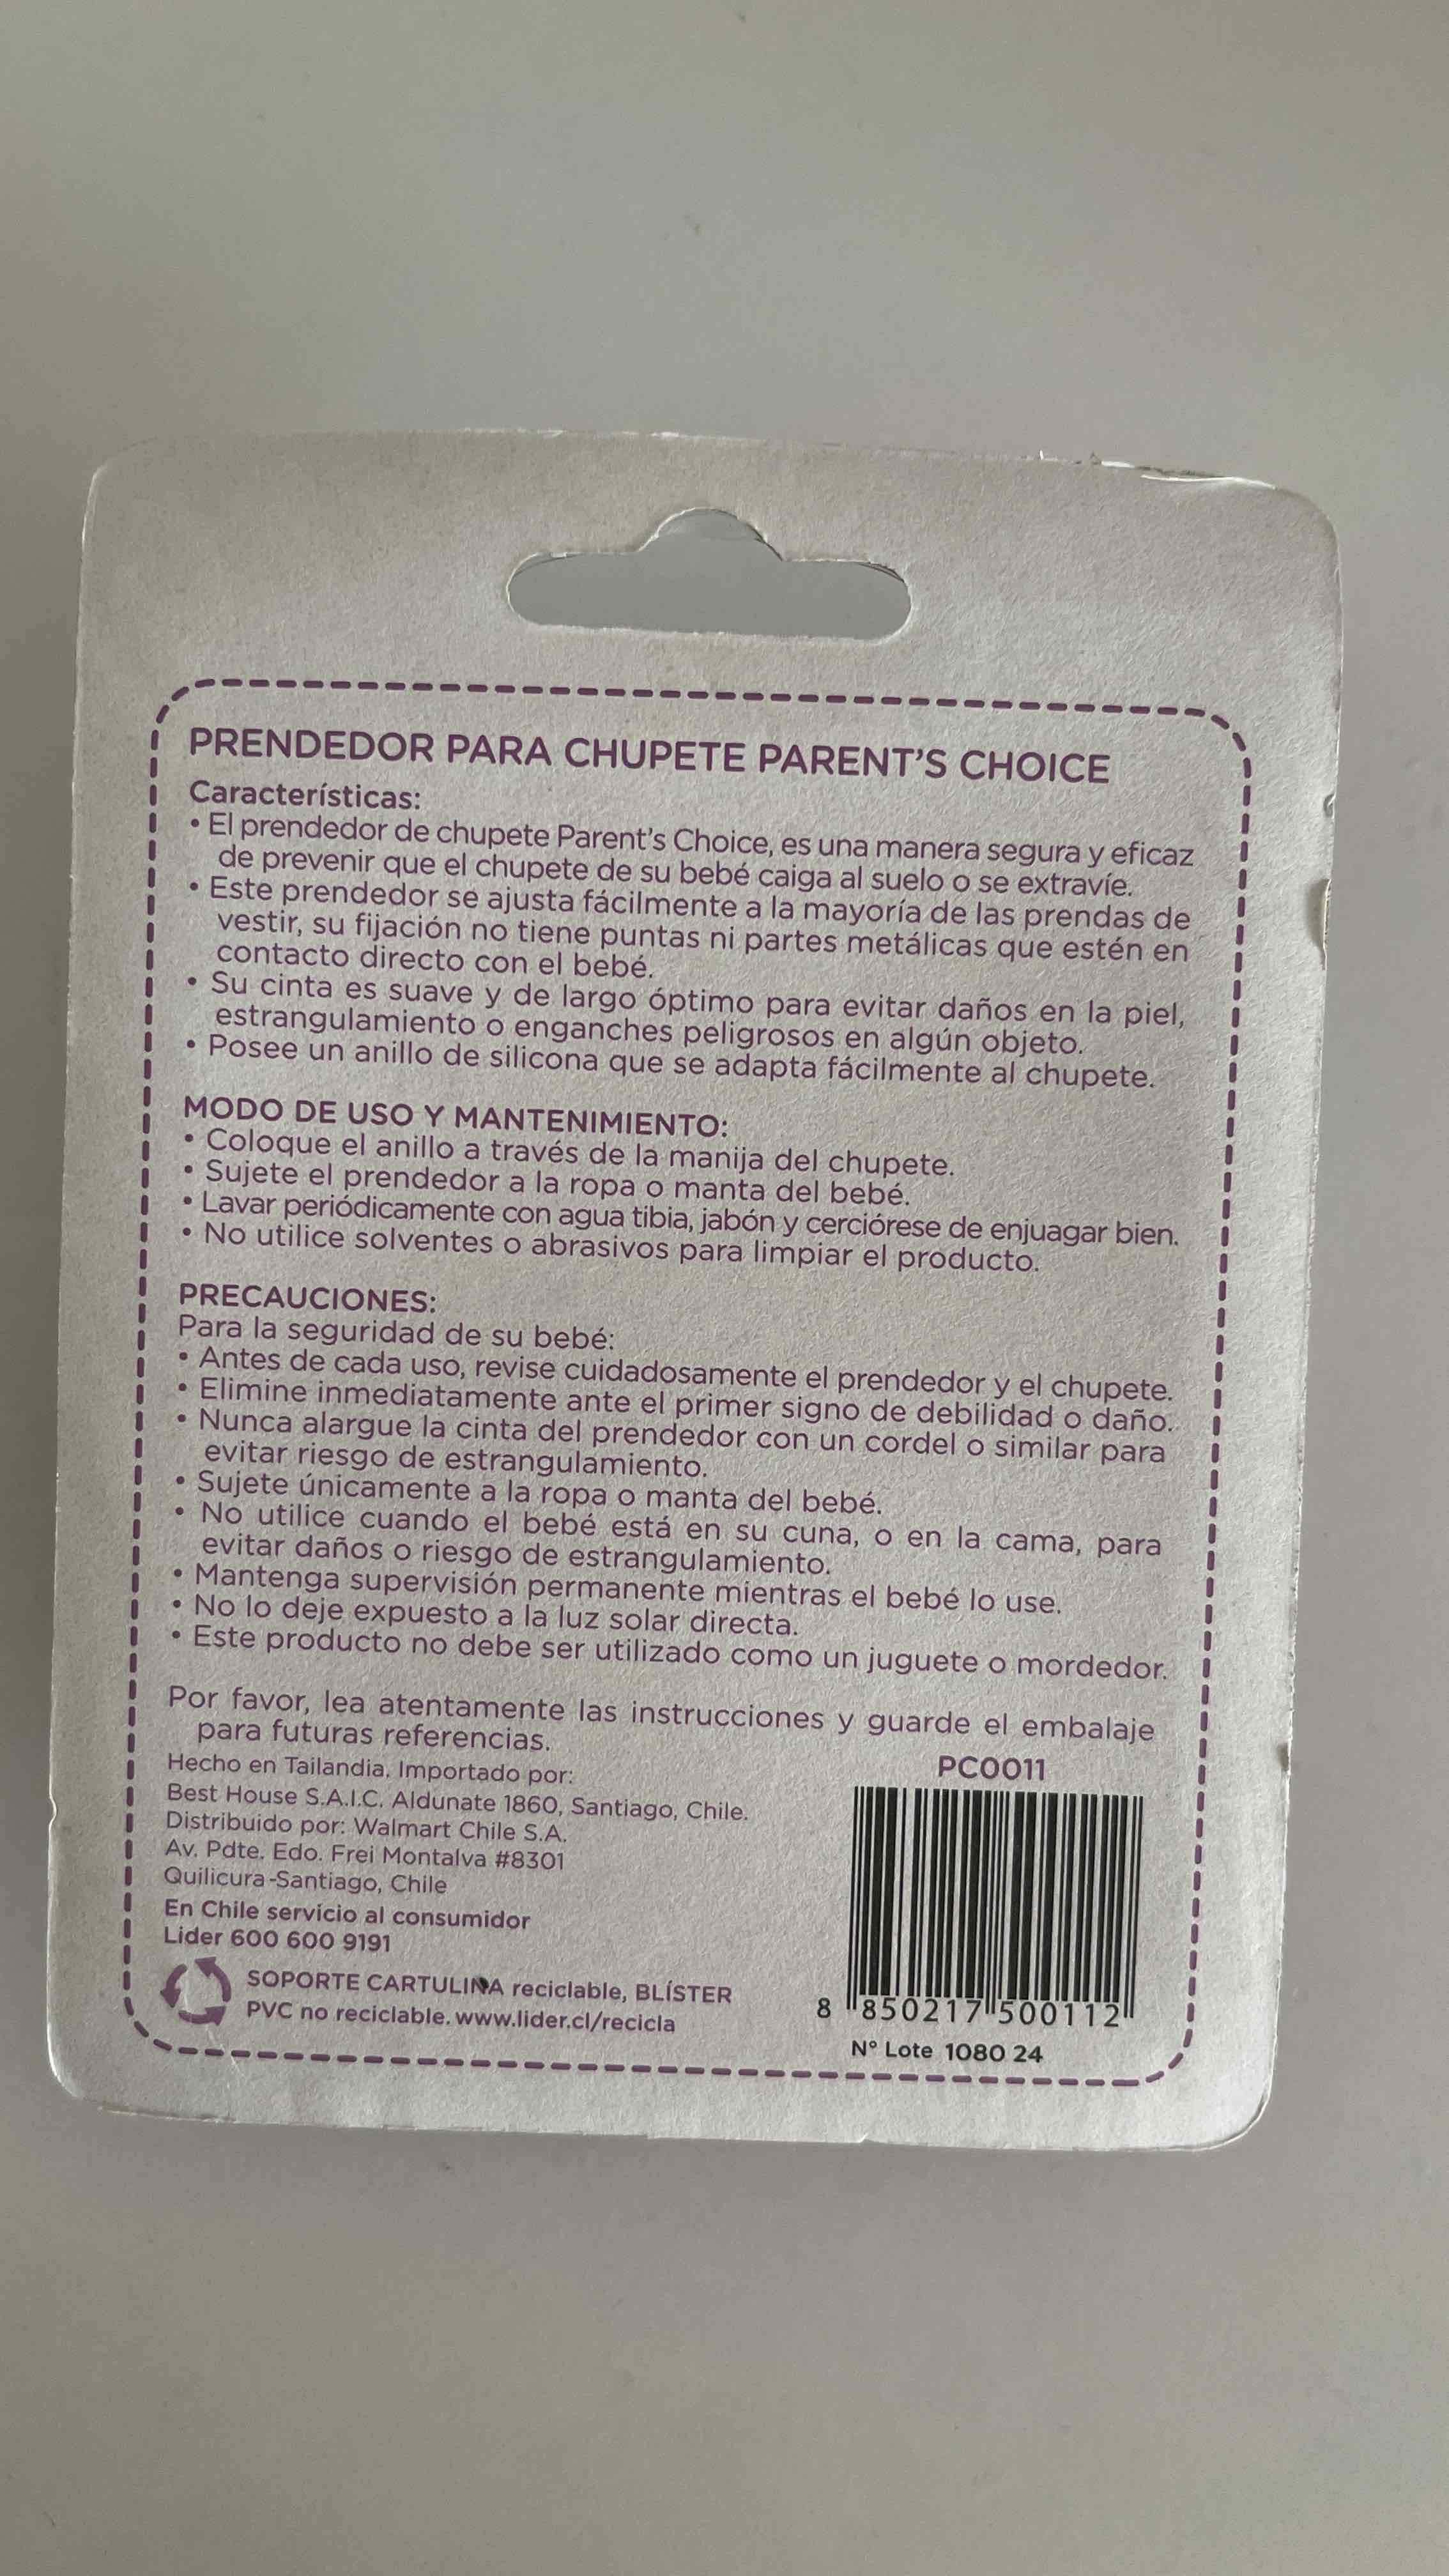 PRENDEDOR PARA CHUPETE PARENT'S CHOICE
Características:
• El prendedor de chupete Parent's Choice, es una manera segura y eficaz
de prevenir que el chupete de su bebé caiga al suelo o se extravíe.
• Este prendedor se ajusta fácilmente a la mayoría de las prendas de
vestir, su fijación no tiene puntas ni partes metálicas que estén en
contacto directo con el bebé.
• Su cinta es suave y de largo óptimo para evitar daños en la piel,
estrangulamiento o enganches peligrosos en algún objeto.
• Posee un anillo de silicona que se adapta fácilmente al chupete.
MODO DE USO Y MANTENIMIENTO:
• Coloque el anillo a través de la manija del chupete.
• Sujete el prendedor a la ropa o manta del bebé.
• Lavar periódicamente con agua tibia, jabón y cerciórese de enjuagar bien.
• No utilice solventes o abrasivos para limpiar el producto.
PRECAUCIONES:
Para la seguridad de su bebé:
• Antes de cada uso, revise cuidadosamente el prendedor y el chupete.
• Elimine inmediatamente ante el primer signo de debilidad o daño.
• Nunca alargue la cinta del prendedor con un cordel o similar para
evitar riesgo de estrangulamiento.
• Sujete únicamente a la ropa o manta del bebé.
• No utilice cuando el bebé está en su cuna, o en la cama, para
evitar daños o riesgo de estrangulamiento.
• Mantenga supervisión permanente mientras el bebé lo use.
• No lo deje expuesto a la luz solar directa.
• Este producto no debe ser utilizado como un juguete o mordedor.
Por favor, lea atentamente las instrucciones y guarde el embalaje
para futuras referencias.
Hecho en Tailandia. Importado por:
Best House S.A.I.C. Aldunate 1860, Santiago, Chile.
Distribuido por: Walmart Chile S.A.
Av. Pdte. Edo. Frei Montalva #8301
Quilicura-Santiago, Chile
En Chile servicio al consumidor
Lider 600 600 9191
SOPORTE CARTULINA reciclable, BLÍSTER
PVC no reciclable. www.lider.cl/recicla
PC0011
8 850217 500112
N° Lote 1080 24